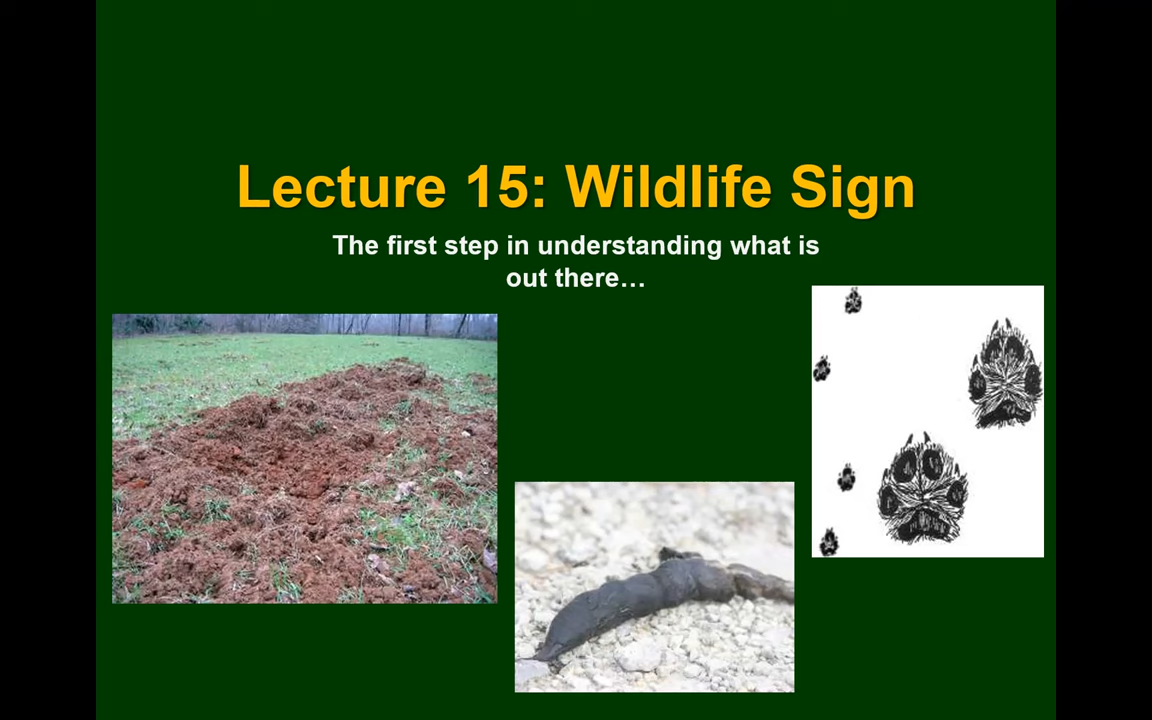 Lecture 15: Wildlife Sign
The first step in understanding what is
out there…